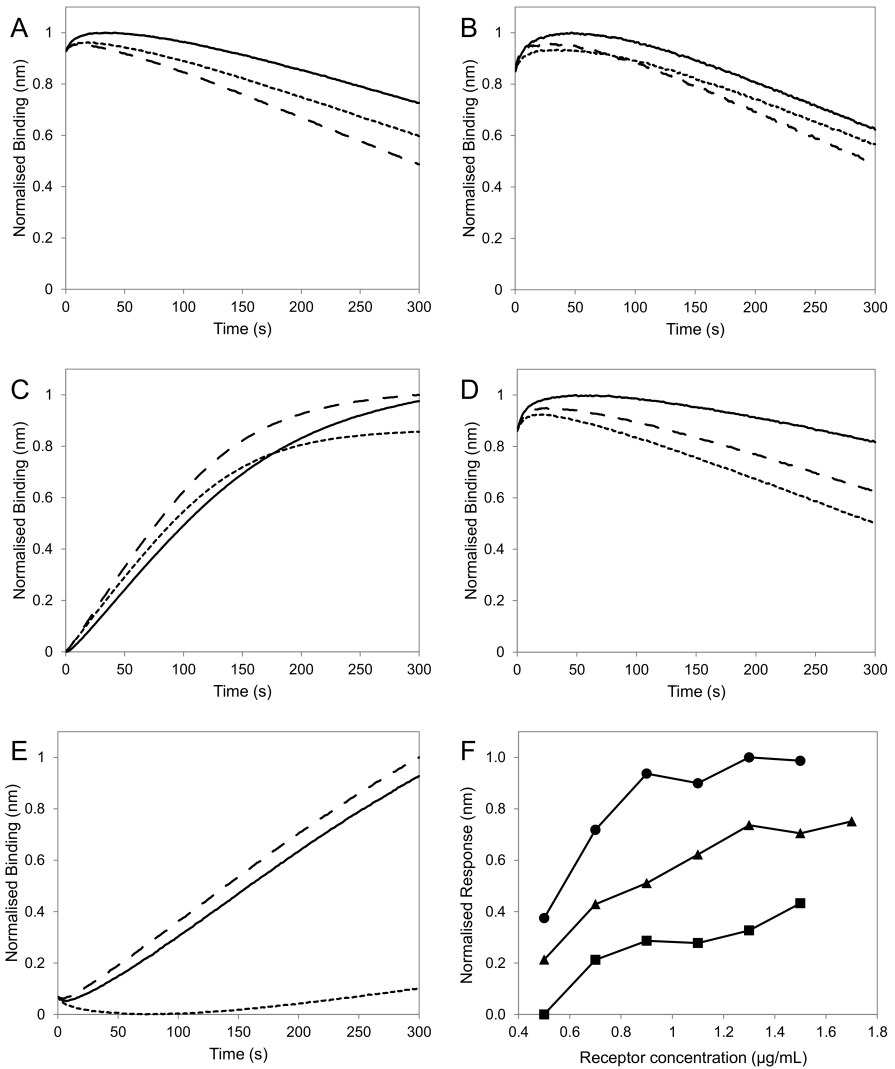 A
Normalised Binding (nm)
1
0.8
0.6
0.4
0.2
0
0 50 100 150 200 250 300
Time (s)
B
Normalised Binding (nm)
1
0.8
0.6
0.4
0.2
0
0 50 100 150 200 250 300
Time (s)
C
Normalised Binding (nm)
1
0.8
0.6
0.4
0.2
0
0 50 100 150 200 250 300
Time (s)
D
Normalised Binding (nm)
1
0.8
0.6
0.4
0.2
0
0 50 100 150 200 250 300
Time (s)
E
Normalised Binding (nm)
1
0.8
0.6
0.4
0.2
0
0 50 100 150 200 250 300
Time (s)
F
Normalised Response (nm)
1.0
0.8
0.6
0.4
0.2
0.0
0.4 0.6 0.8 1 1.2 1.4 1.6 1.8
Receptor concentration (µg/mL)